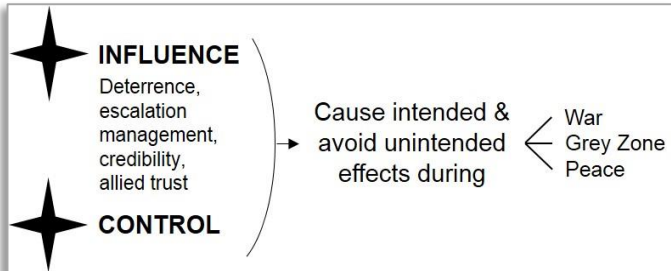 INFLUENCE
Deterrence,
escalation
management,
credibility,
allied trust
CONTROL
Cause intended &
avoid unintended
effects during
War
Grey Zone
Peace